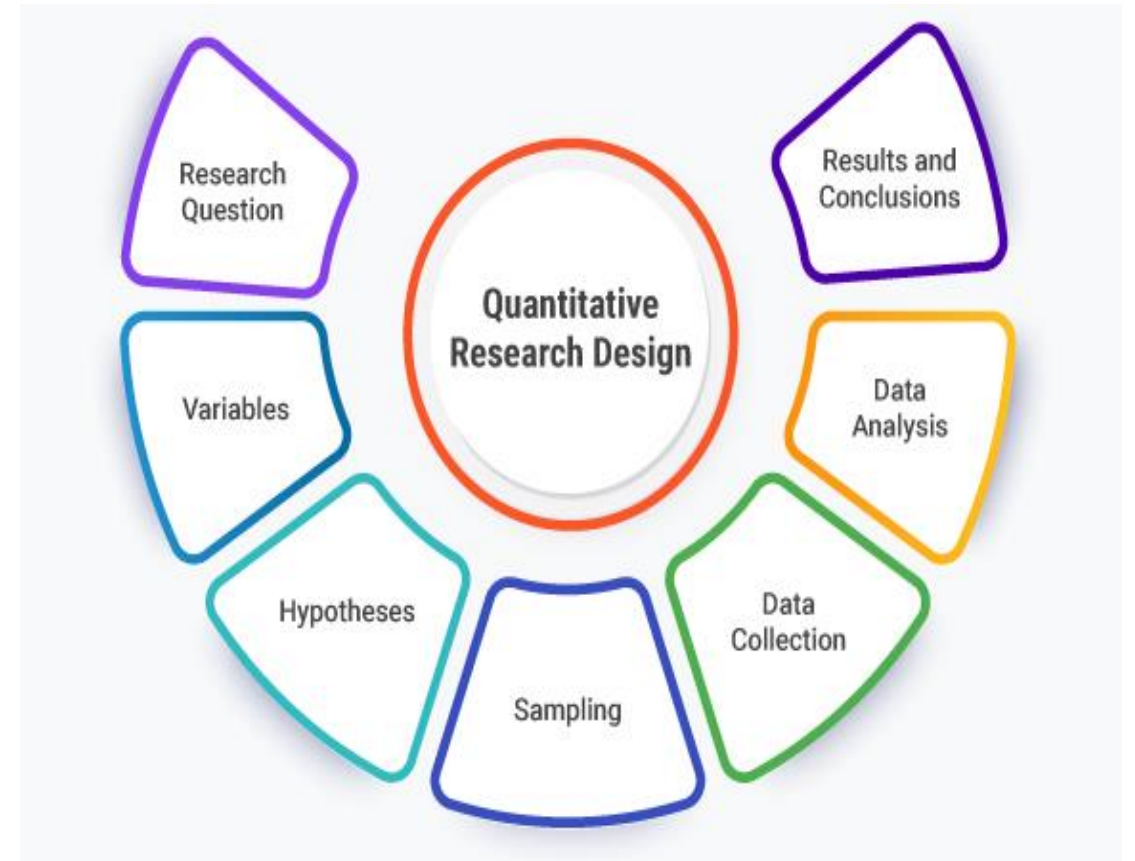 Research
Question
Variables
Hypotheses
Sampling
Data
Collection
Data
Analysis
Results and
Conclusions
Quantitative
Research Design